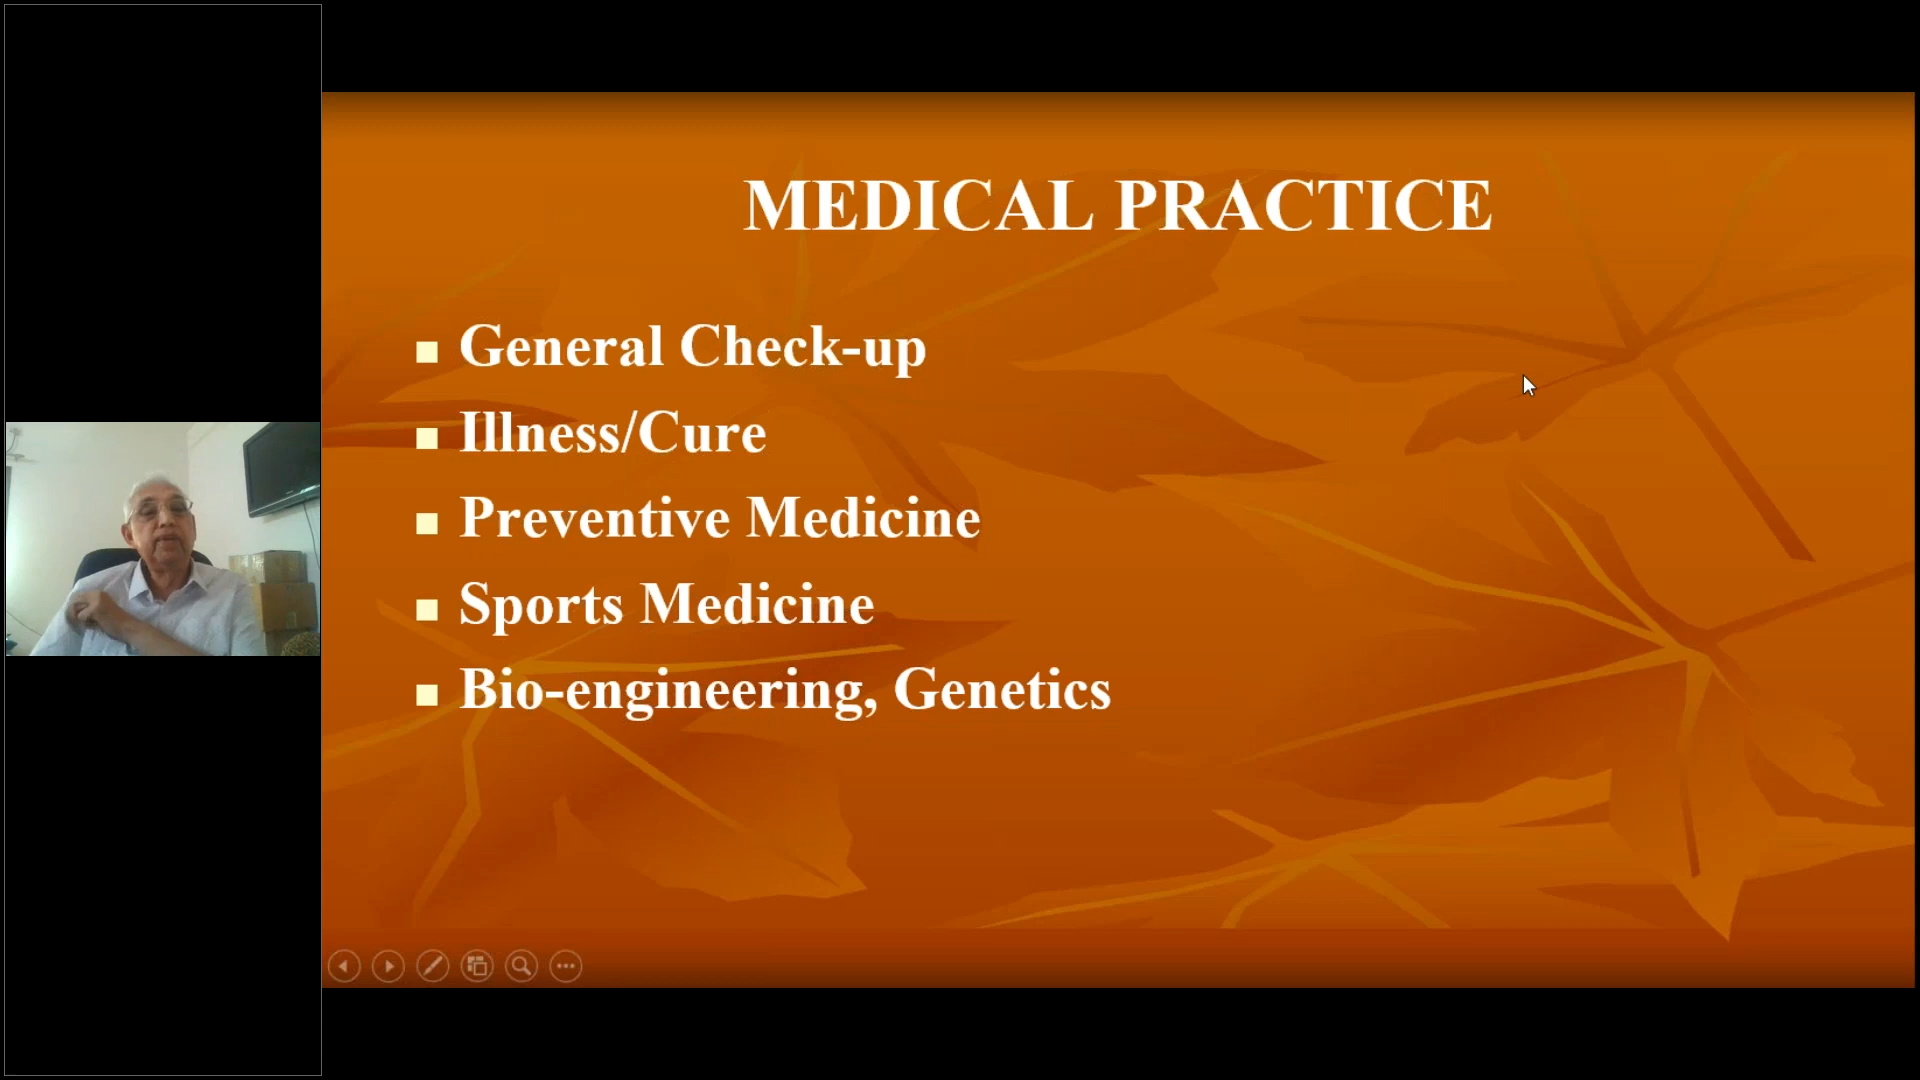 MEDICAL PRACTICE
General Check-up
Illness/Cure
Preventive Medicine
Sports Medicine
Bio-engineering, Genetics